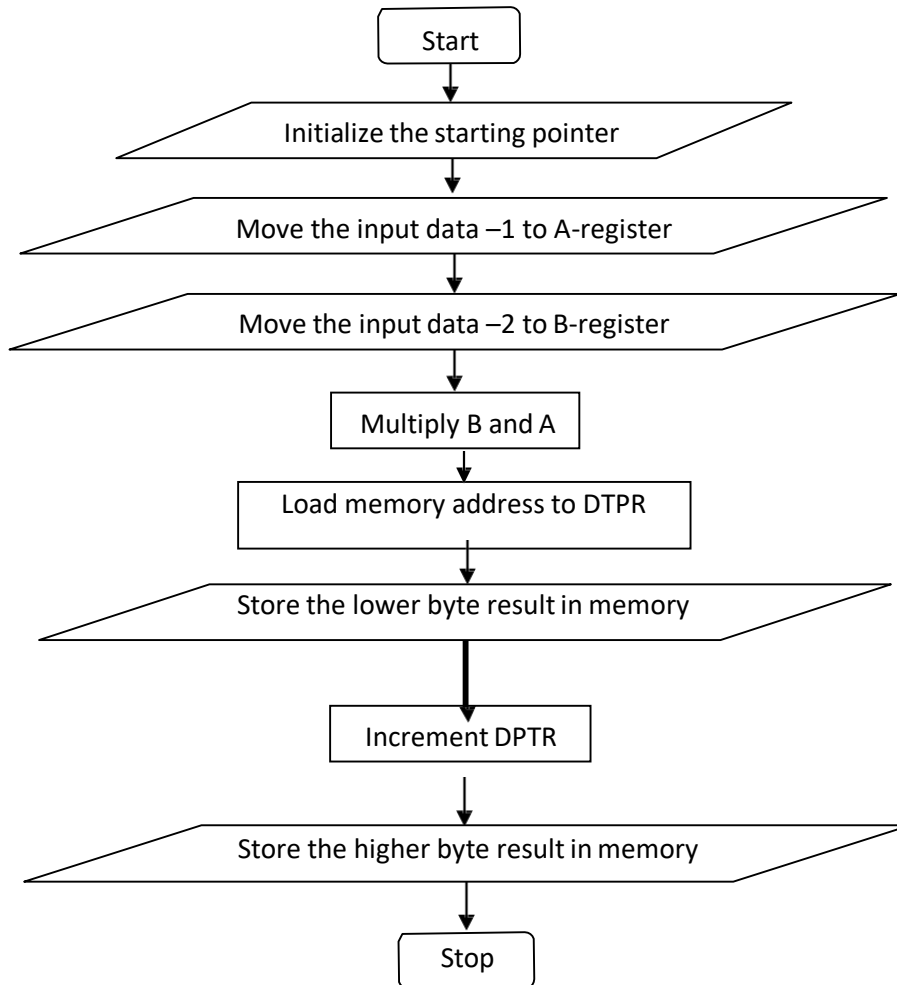 Start
Initialize the starting pointer
Move the input data –1 to A-register
Move the input data –2 to B-register
Multiply B and A
Load memory address to DTPR
Store the lower byte result in memory
Increment DPTR
Store the higher byte result in memory
Stop